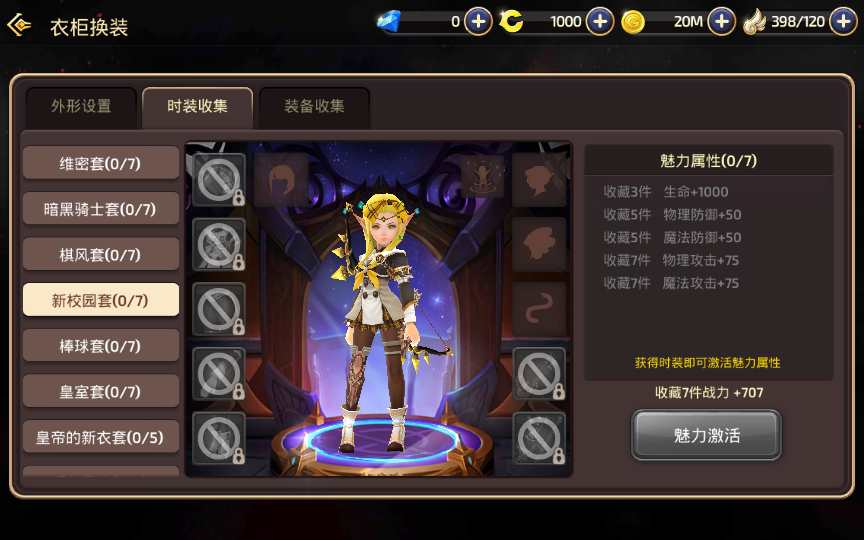 衣柜换装
0
1000
20M
398/120
外形设置
时装收集
装备收集
维密套(0/7)
暗黑骑士套(0/7)
棋风套(0/7)
新校园套(0/7)
棒球套(0/7)
皇室套(0/7)
皇帝的新衣套(0/5)
魅力属性(0/7)
收藏3件 生命+1000
收藏5件 物理防御+50
收藏5件 魔法防御+50
收藏7件 物理攻击+75
收藏7件 魔法攻击+75
获得时装即可激活魅力属性
收藏7件战力 +707
魅力激活